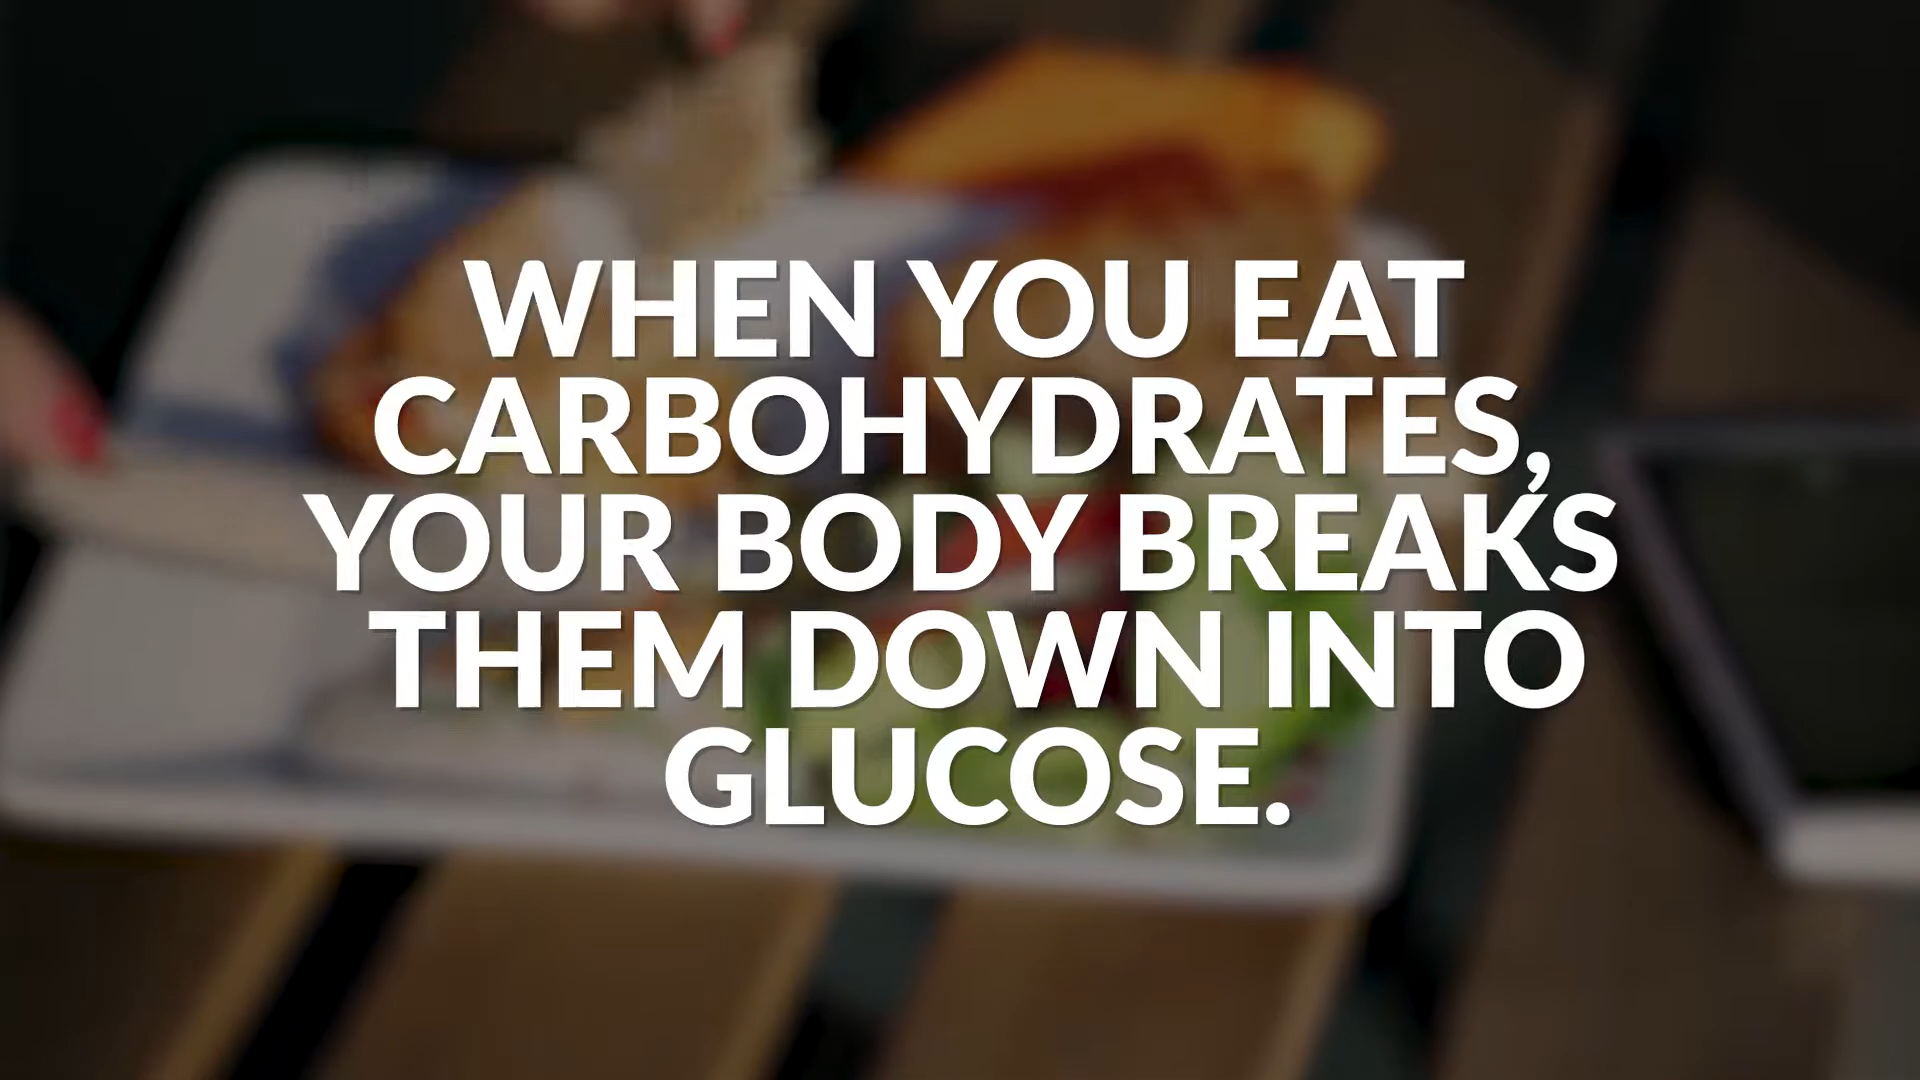 WHEN YOU EAT
CARBOHYDRATES,
YOUR BODY BREAKS
THEM DOWN INTO
GLUCOSE.